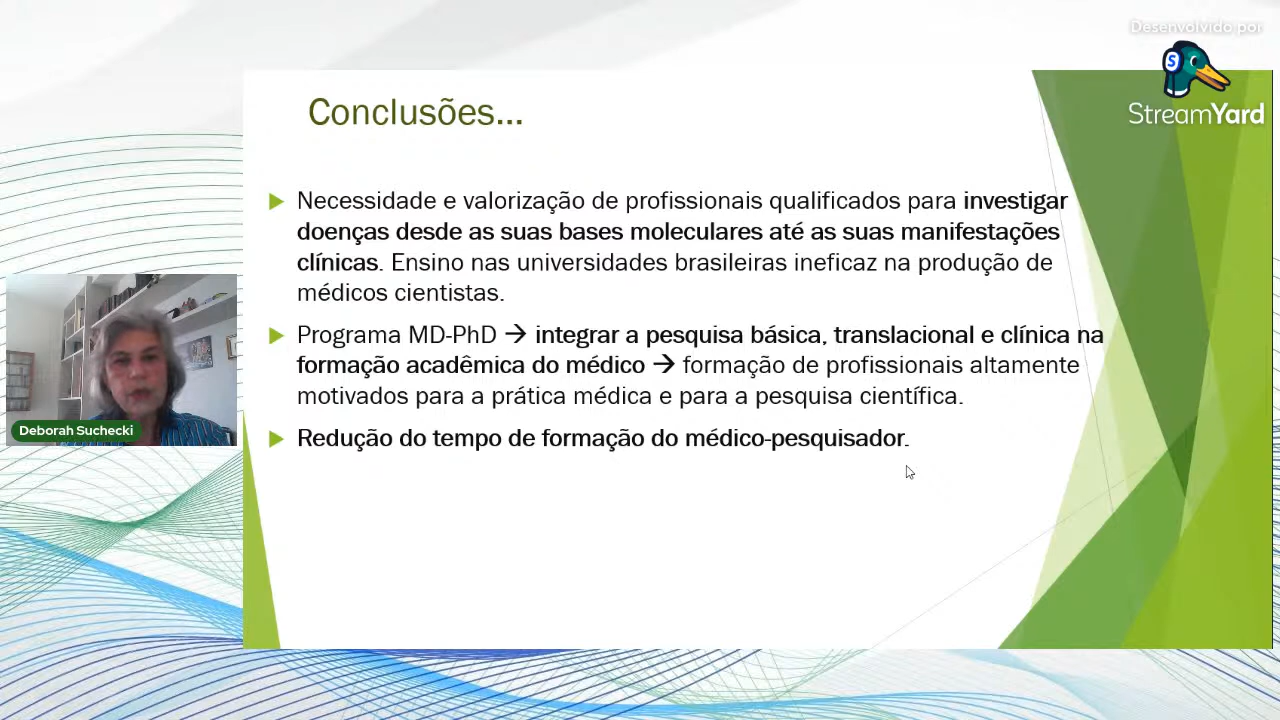 Desenvolvido por
StreamYard
Conclusões...
Necessidade e valorização de profissionais qualificados para investigar
doenças desde as suas bases moleculares até as suas manifestações
clínicas. Ensino nas universidades brasileiras ineficaz na produção de
médicos cientistas.
Programa MD-PhD → integrar a pesquisa básica, translacional e clínica na
formação acadêmica do médico → formação de profissionais altamente
motivados para a prática médica e para a pesquisa científica.
Redução do tempo de formação do médico-pesquisador.
Deborah Suchecki